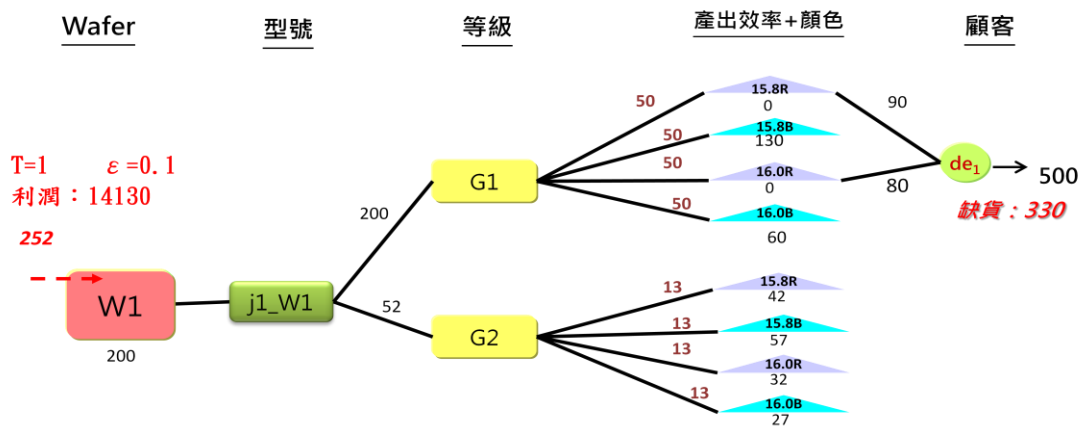 Wafer
型號
等級
產出效率+顏色
顧客
T=1 ε=0.1
利潤：14130
252
W1
200
j1_W1
200
52
G1
G2
50
50
50
50
15.8R
0
15.8B
130
16.0R
0
16.0B
60
13
13
13
13
15.8R
42
15.8B
57
16.0R
32
16.0B
27
90
80
de1
500
缺貨：330